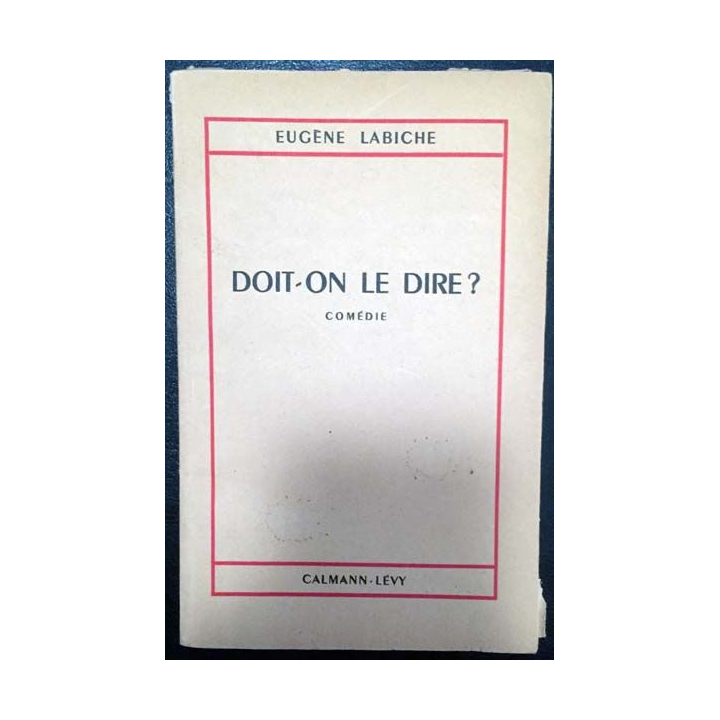 EUGÈNE LABICHE
DOIT-ON LE DIRE ?
COMÉDIE
CALMANN-LÉVY